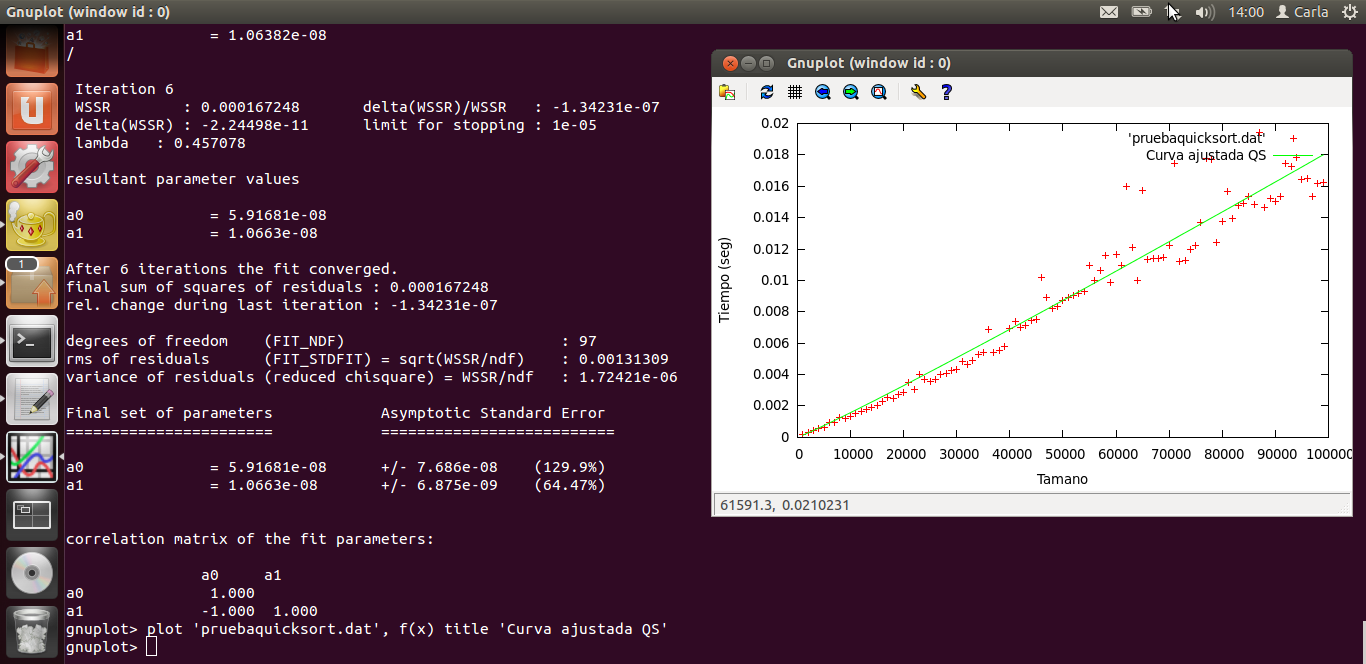 Gnuplot (window id : 0)
14:00 Carla
a1 = 1.06382e-08
/
Iteration 6
WSSR : 0.000167248 delta(WSSR)/WSSR : -1.34231e-07
delta(WSSR) : -2.24498e-11 limit for stopping : 1e-05
lambda : 0.457078
resultant parameter values
a0 = 5.91681e-08
a1 = 1.0663e-08
After 6 iterations the fit converged.
final sum of squares of residuals : 0.000167248
rel. change during last iteration : -1.34231e-07
degrees of freedom (FIT_NDF) : 97
rms of residuals (FIT_STDFIT) = sqrt(WSSR/ndf) : 0.00131309
variance of residuals (reduced chisquare) = WSSR/ndf : 1.72421e-06
Final set of parameters Asymptotic Standard Error
======================= ==========================
a0 = 5.91681e-08 +/- 7.686e-08 (129.9%)
a1 = 1.0663e-08 +/- 6.875e-09 (64.47%)
correlation matrix of the fit parameters:
a0 a1
a0 1.000
a1 -1.000 1.000
gnuplot> plot 'pruebaquicksort.dat', f(x) title 'Curva ajustada QS'
gnuplot>
1
Gnuplot (window id : 0)
'pruebaquicksort.dat'
Curva ajustada QS
0.02
0.018
0.016
0.014
0.012
0.01
0.008
0.006
0.004
0.002
0
Tiempo (seg)
0 10000 20000 30000 40000 50000 60000 70000 80000 90000 100000
Tamano
61591.3, 0.0210231